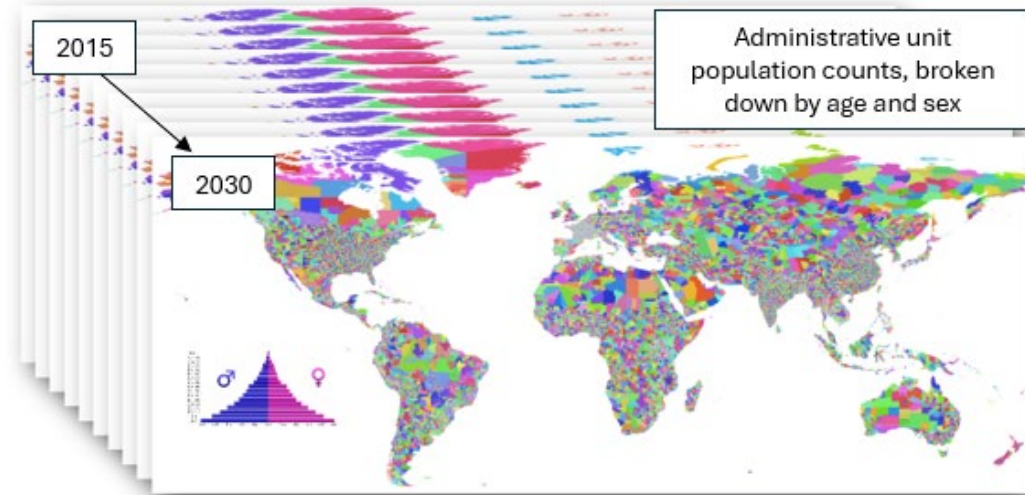 2015
2030
Administrative unit
population counts, broken
down by age and sex
♂
♀